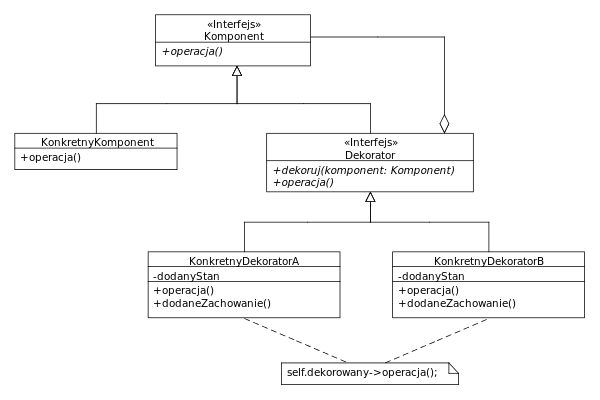 «Interfejs»
Komponent
+operacja()
KonkretnyKomponent
+operacja()
«Interfejs»
Dekorator
+dekoruj(komponent: Komponent)
+operacja()
KonkretnyDekoratorA
-dodanyStan
+operacja()
+dodaneZachowanie()
KonkretnyDekoratorB
-dodanyStan
+operacja()
+dodaneZachowanie()
self.dekorowany->operacja();